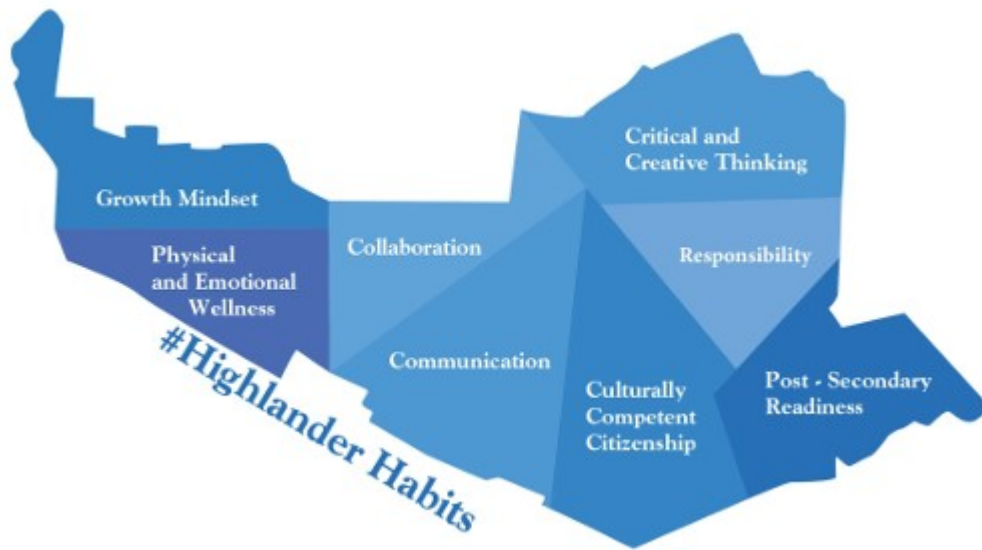 Growth Mindset
Physical
and Emotional
Wellness
Collaboration
Communication
Critical and
Creative Thinking
Responsibility
Culturally
Competent
Citizenship
Post - Secondary
Readiness
#Highlander Habits